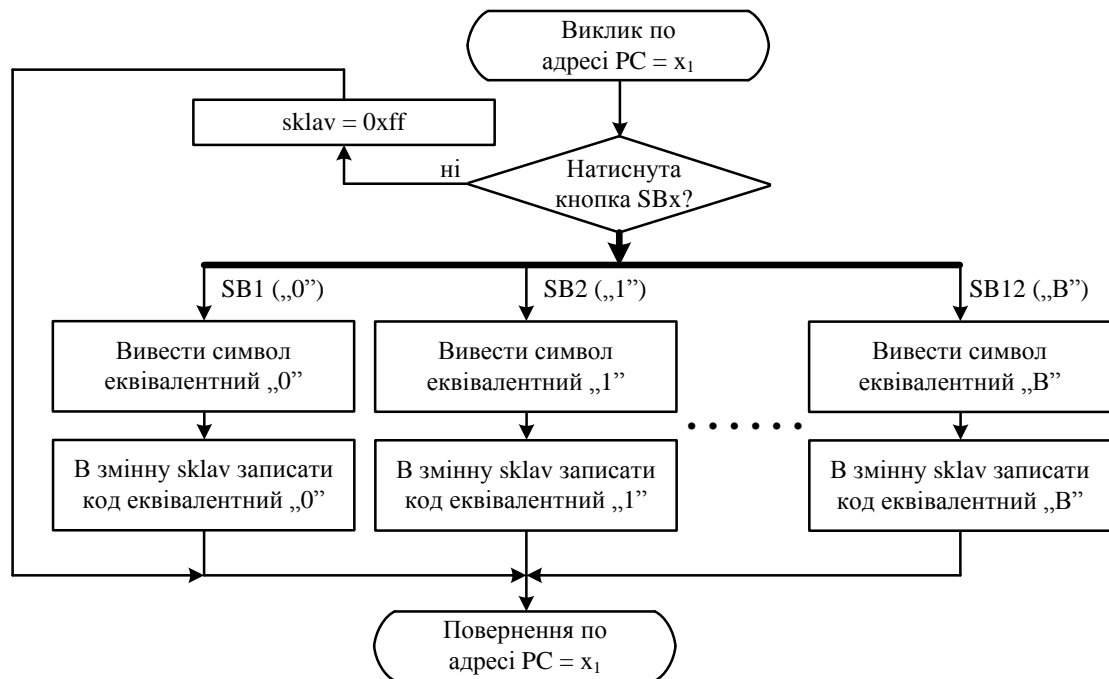 Виклик по
адресі PC = x₁
sklav = 0xff
ні
Натиснута
кнопка SBx?
SB1 („0”)
SB2 („1”)
SB12 („B”)
Вивести символ
еквівалентний „0”
Вивести символ
еквівалентний „1”
Вивести символ
еквівалентний „B”
В змінну sklav записати
код еквівалентний „0”
В змінну sklav записати
код еквівалентний „1”
В змінну sklav записати
код еквівалентний „B”
Повернення по
адресі PC = x₁